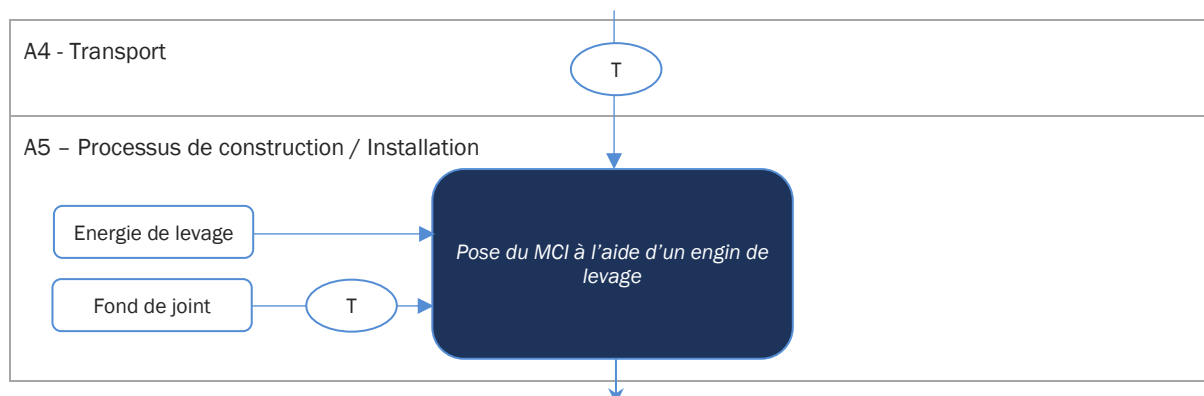 A4 - Transport
T
A5 – Processus de construction / Installation
Energie de levage
Pose du MCI à l’aide d’un engin de
levage
Fond de joint
T